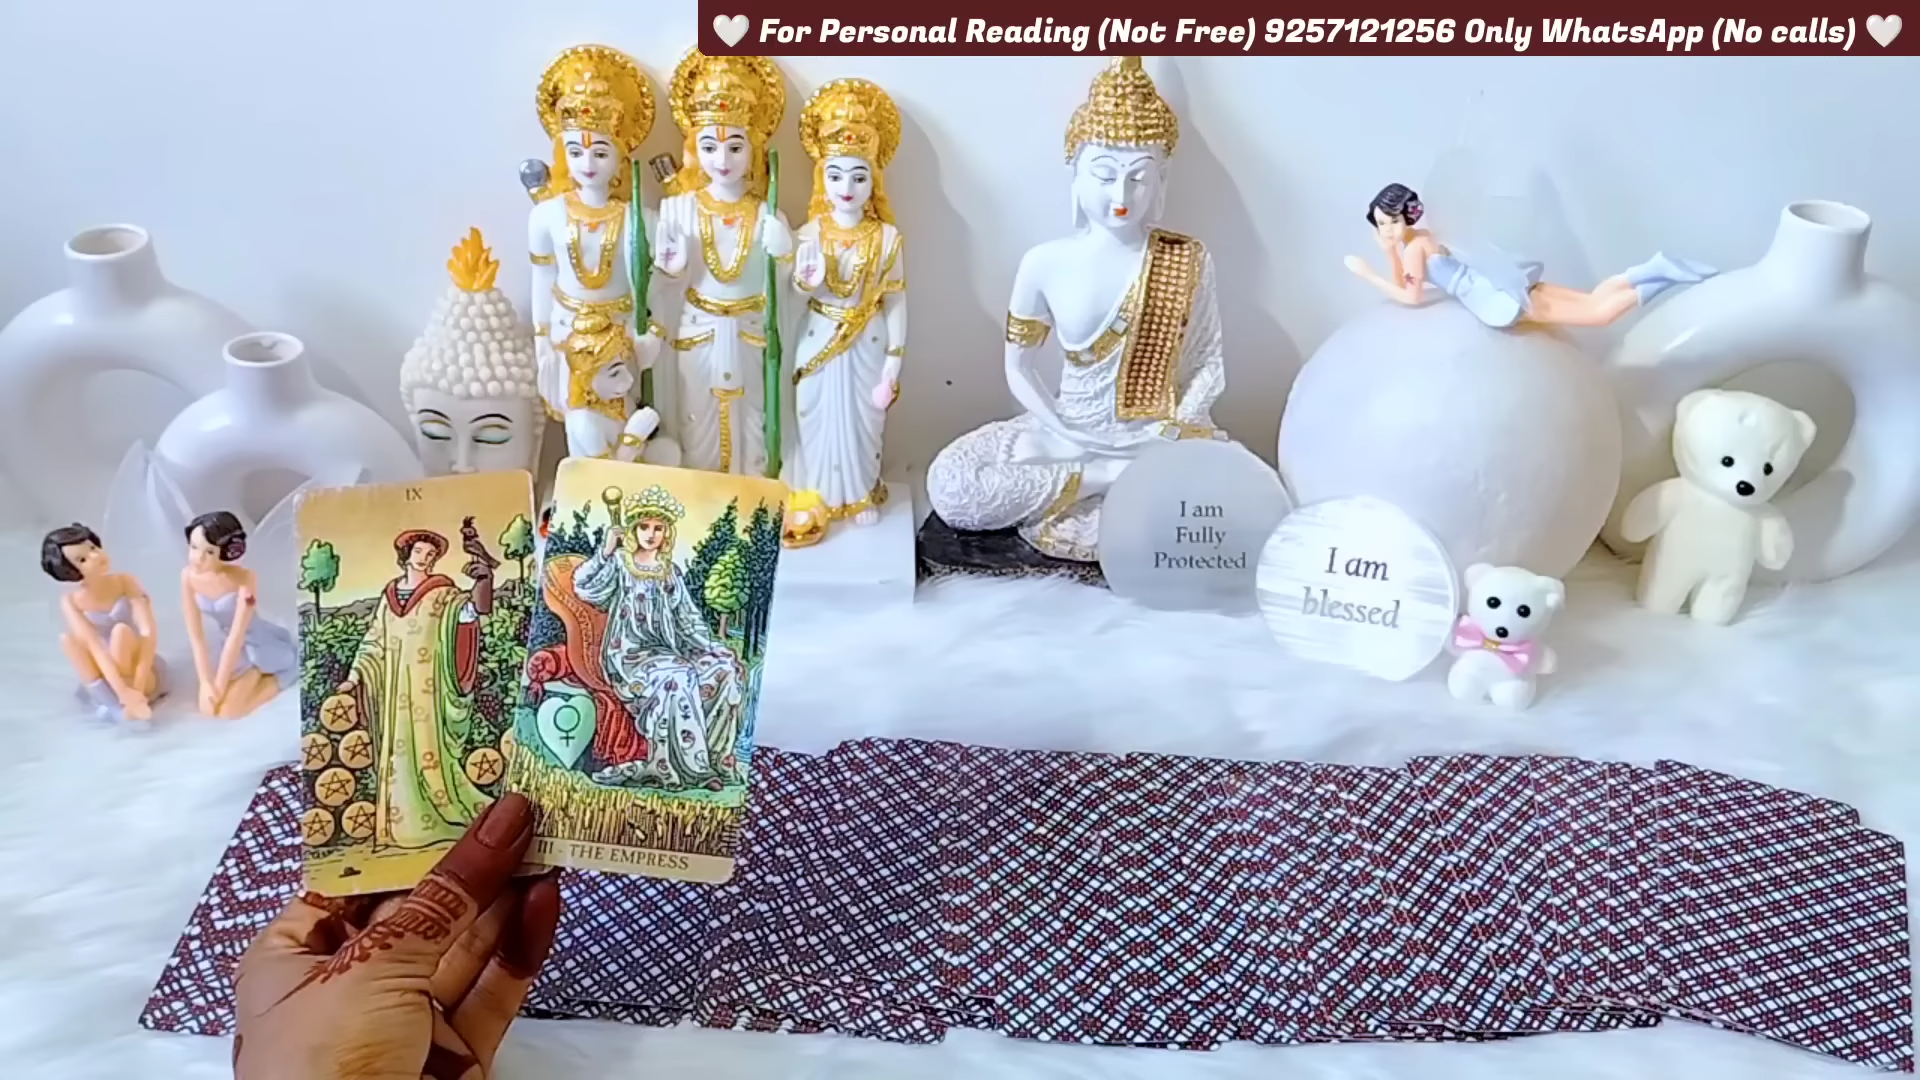 🤍 For Personal Reading (Not Free) 9257121256 Only WhatsApp (No calls) 🤍
I am
Fully
Protected
I am
blessed
IX
III - THE EMPRESS